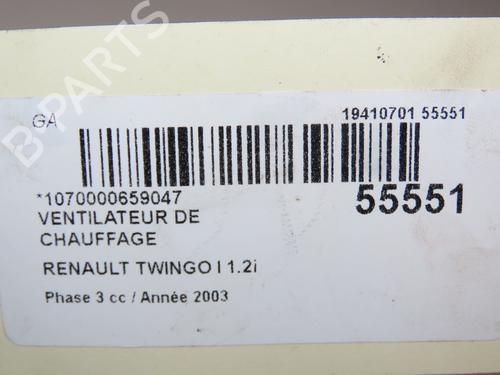 B-PARTS
GA
19410701 55551
*1070000659047
55551
VENTILATEUR DE
CHAUFFAGE
RENAULT TWINGO I 1.2i
Phase 3 cc / Année 2003